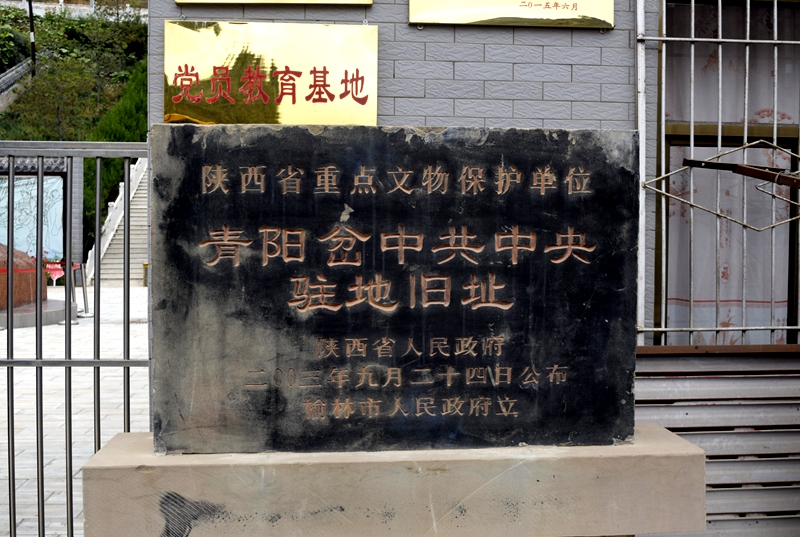 二〇一五年六月
党员教育基地
陕西省重点文物保护单位
青阳岔中共中央
驻地旧址
陕西省人民政府
二00三年九月二十四日公布
榆林市人民政府立